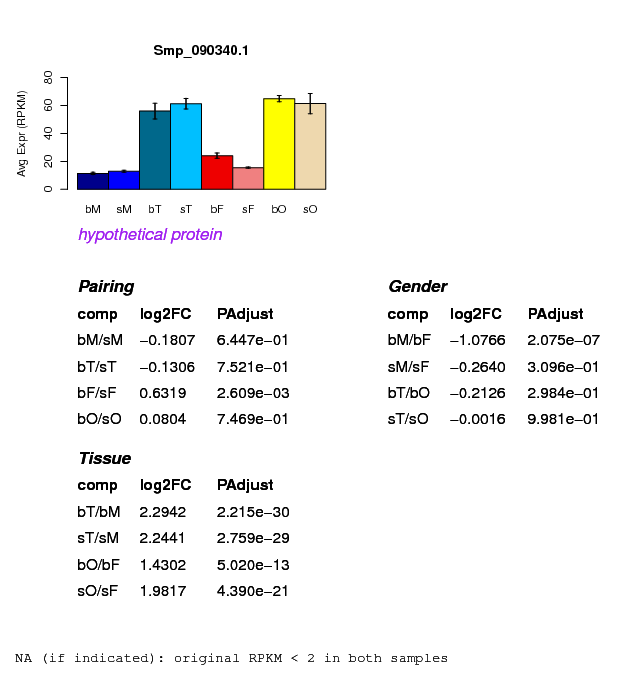 Smp_090340.1
Avg Expr (RPKM)
80
60
40
20
0
bM sM bT sT bF sF bO sO
hypothetical protein
Pairing
comp log2FC PAdjust
bM/sM −0.1807 6.447e−01
bT/sT −0.1306 7.521e−01
bF/sF 0.6319 2.609e−03
bO/sO 0.0804 7.469e−01
Gender
comp log2FC PAdjust
bM/bF −1.0766 2.075e−07
sM/sF −0.2640 3.096e−01
bT/bO −0.2126 2.984e−01
sT/sO −0.0016 9.981e−01
Tissue
comp log2FC PAdjust
bT/bM 2.2942 2.215e−30
sT/sM 2.2441 2.759e−29
bO/bF 1.4302 5.020e−13
sO/sF 1.9817 4.390e−21
NA (if indicated): original RPKM < 2 in both samples